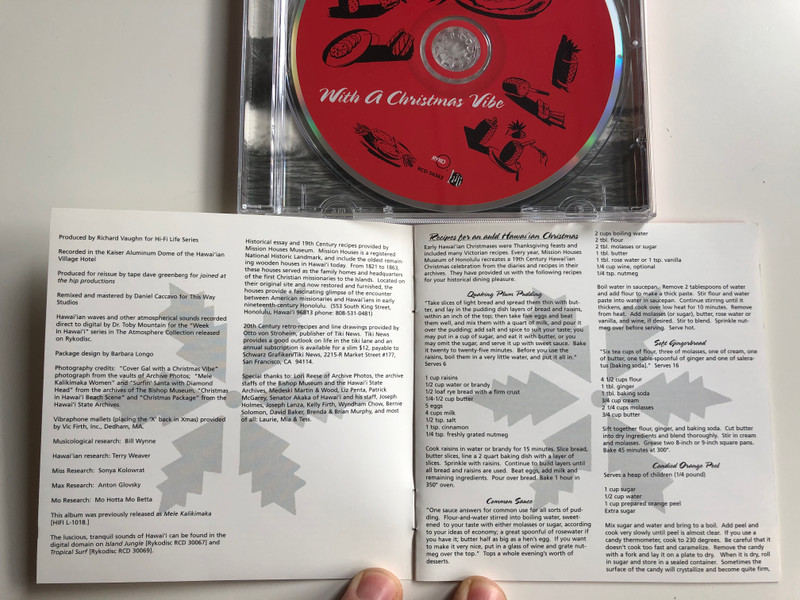 With A Christmas Vibe
RYKO
RCD 50363
Produced by Richard Vaughn for Hi-Fi Life Series
Recorded in the Kaiser Aluminum Dome of the Hawai'ian
Village Hotel
Produced for reissue by tape dave greenberg for joined at
the hip productions
Remixed and mastered by Daniel Caccavo for This Way
Studios
Hawai'ian waves and other atmospherical sounds recorded
direct to digital by Dr. Toby Mountain for the "Week
in Hawai'i" series in The Atmosphere Collection released
on Rykodisc.
Package design by Barbara Longo
Photography credits: "Cover Gal with a Christmas Vibe"
photograph from the vaults of Archive Photos; "Mele
Kalikimaka Women" and "Surfin' Santa with Diamond
Head" from the archives of The Bishop Museum; "Christmas
in Hawai'i Beach Scene" and "Christmas Package" from the
Hawai'i State Archives.
Vibraphone mallets (placing the 'X' back in Xmas) provided
by Vic Firth, Inc., Dedham, MA.
Musicological research: Bill Wynne
Hawai'ian research: Terry Weaver
Miss Research: Sonya Kolowrat
Max Research: Anton Glovsky
Mo Research: Mo Hotta Mo Betta
This album was previously released as Mele Kalikimaka
[HIFI L-1018.]
The luscious, tranquil sounds of Hawai'i can be found in the
digital domain on Island Jungle [Rykodisc RCD 30067] and
Tropical Surf [Rykodisc RCD 30069].
Historical essay and 19th Century recipes provided by
Mission Houses Museum. Mission Houses is a registered
National Historic Landmark, and include the oldest remain-
ing wooden houses in Hawai'i today. From 1821 to 1863,
these houses served as the family homes and headquarters
of the first Christian missionaries to the Islands. Located on
their original site and now restored and furnished, the
houses provide a fascinating glimpse of the encounter
between American missionaries and Hawai'ians in early
nineteenth-century Honolulu. (553 South King Street,
Honolulu, Hawai'i 96813 phone: 808-531-0481)
20th Century retro-recipes and line drawings provided by
Otto von Stroheim, publisher of Tiki News. Tiki News
provides a good outlook on life in the tiki lane and an
annual subscription is available for a slim $12, payable to
Schwarz Grafiken/Tiki News, 2215-R Market Street #177,
San Francisco, CA 94114.
Special thanks to: Lori Reese of Archive Photos, the archive
staffs of the Bishop Museum and the Hawai'i State
Archives, Medeski Martin & Wood, Liz Penta, Patrick
McGarey, Senator Akaka of Hawai'i and his staff, Joseph
Holmes, Joseph Lanza, Kelly Firth, Wyndham Chow, Bernie
Solomon, David Baker, Brenda & Brian Murphy, and most
of all: Laurie, Mia & Tess.
Recipes for an auld Hawai'ian Christmas
Early Hawai'ian Christmases were Thanksgiving feasts and
included many Victorian recipes. Every year, Mission Houses
Museum of Honolulu recreates a 19th Century Hawai'ian
Christmas celebration from the diaries and recipes in their
archives. They have provided us with the following recipes
for your historical dining pleasure.
Quaking Plum Pudding
"Take slices of light bread and spread them thin with but-
ter, and lay in the pudding dish layers of bread and raisins,
within an inch of the top; then take five eggs and beat
them well, and mix them with a quart of milk, and pour it
over the pudding; add salt and spice to suit your taste; you
may put in a cup of sugar, and eat it with butter, or you
may omit the sugar, and serve it up with sweet sauce. Bake
it twenty to twenty-five minutes. Before you use the
raisins, boil them in a very little water, and put it all in."
Serves 6
1 cup raisins
1/2 cup water or brandy
1/2 loaf rye bread with a firm crust
1/4-1/2 cup butter
5 eggs
4 cups milk
1/2 tsp. salt
1 tsp. cinnamon
1/4 tsp. freshly grated nutmeg
Cook raisins in water or brandy for 15 minutes. Slice bread,
butter slices, line a 2 quart baking dish with a layer of
slices. Sprinkle with raisins. Continue to build layers until
all bread and raisins are used. Beat eggs, add milk and
remaining ingredients. Pour over bread. Bake 1 hour in
350° oven.
Common Sauce
"One sauce answers for common use for all sorts of pud-
ding. Flour-and-water stirred into boiling water, sweet-
ened to your taste with either molasses or sugar, according
to your ideas of economy; a great spoonful of rosewater if
you have it; butter half as big as a hen's egg. If you want
to make it very nice, put in a glass of wine and grate nut-
meg over the top." Tops a whole evening's worth of
desserts.
2 cups boiling water
2 tbl. flour
2 tbl. molasses or sugar
1 tbl. butter
1 tbl. rose water or 1 tsp. vanilla
1/4 cup wine, optional
1/4 tsp. nutmeg
Boil water in saucepan. Remove 2 tablespoons of water
and add flour to make a thick paste. Stir flour and water
paste into water in saucepan. Continue stirring until it
thickens, and cook over low heat for 10 minutes. Remove
from heat. Add molasses (or sugar), butter, rose water or
vanilla, and wine, if desired. Stir to blend. Sprinkle nut-
meg over before serving. Serve hot.
Soft Gingerbread
"Six tea cups of flour, three of molasses, one of cream, one
of butter, one table spoonful of ginger and one of salera-
tus [baking soda]." Serves 16
4 1/2 cups flour
1 tbl. ginger
1 tbl. baking soda
3/4 cup cream
2 1/4 cups molasses
3/4 cup butter
Sift together flour, ginger, and baking soda. Cut butter
into dry ingredients and blend thoroughly. Stir in cream
and molasses. Grease two 8-inch or 9-inch square pans.
Bake 45 minutes at 300°.
Candied Orange Peel
Serves a heap of children (1/4 pound)
1 cup sugar
1/2 cup water
1 cup prepared orange peel
Extra sugar
Mix sugar and water and bring to a boil. Add peel and
cook very slowly until peel is almost clear. If you use a
candy thermometer, cook to 230 degrees. Be careful that it
doesn't cook too fast and caramelize. Remove the candy
with a fork and lay it on a plate to dry. When it is dry, roll
in sugar and store in a sealed container. Sometimes the
surface of the candy will crystallize and become quite firm,